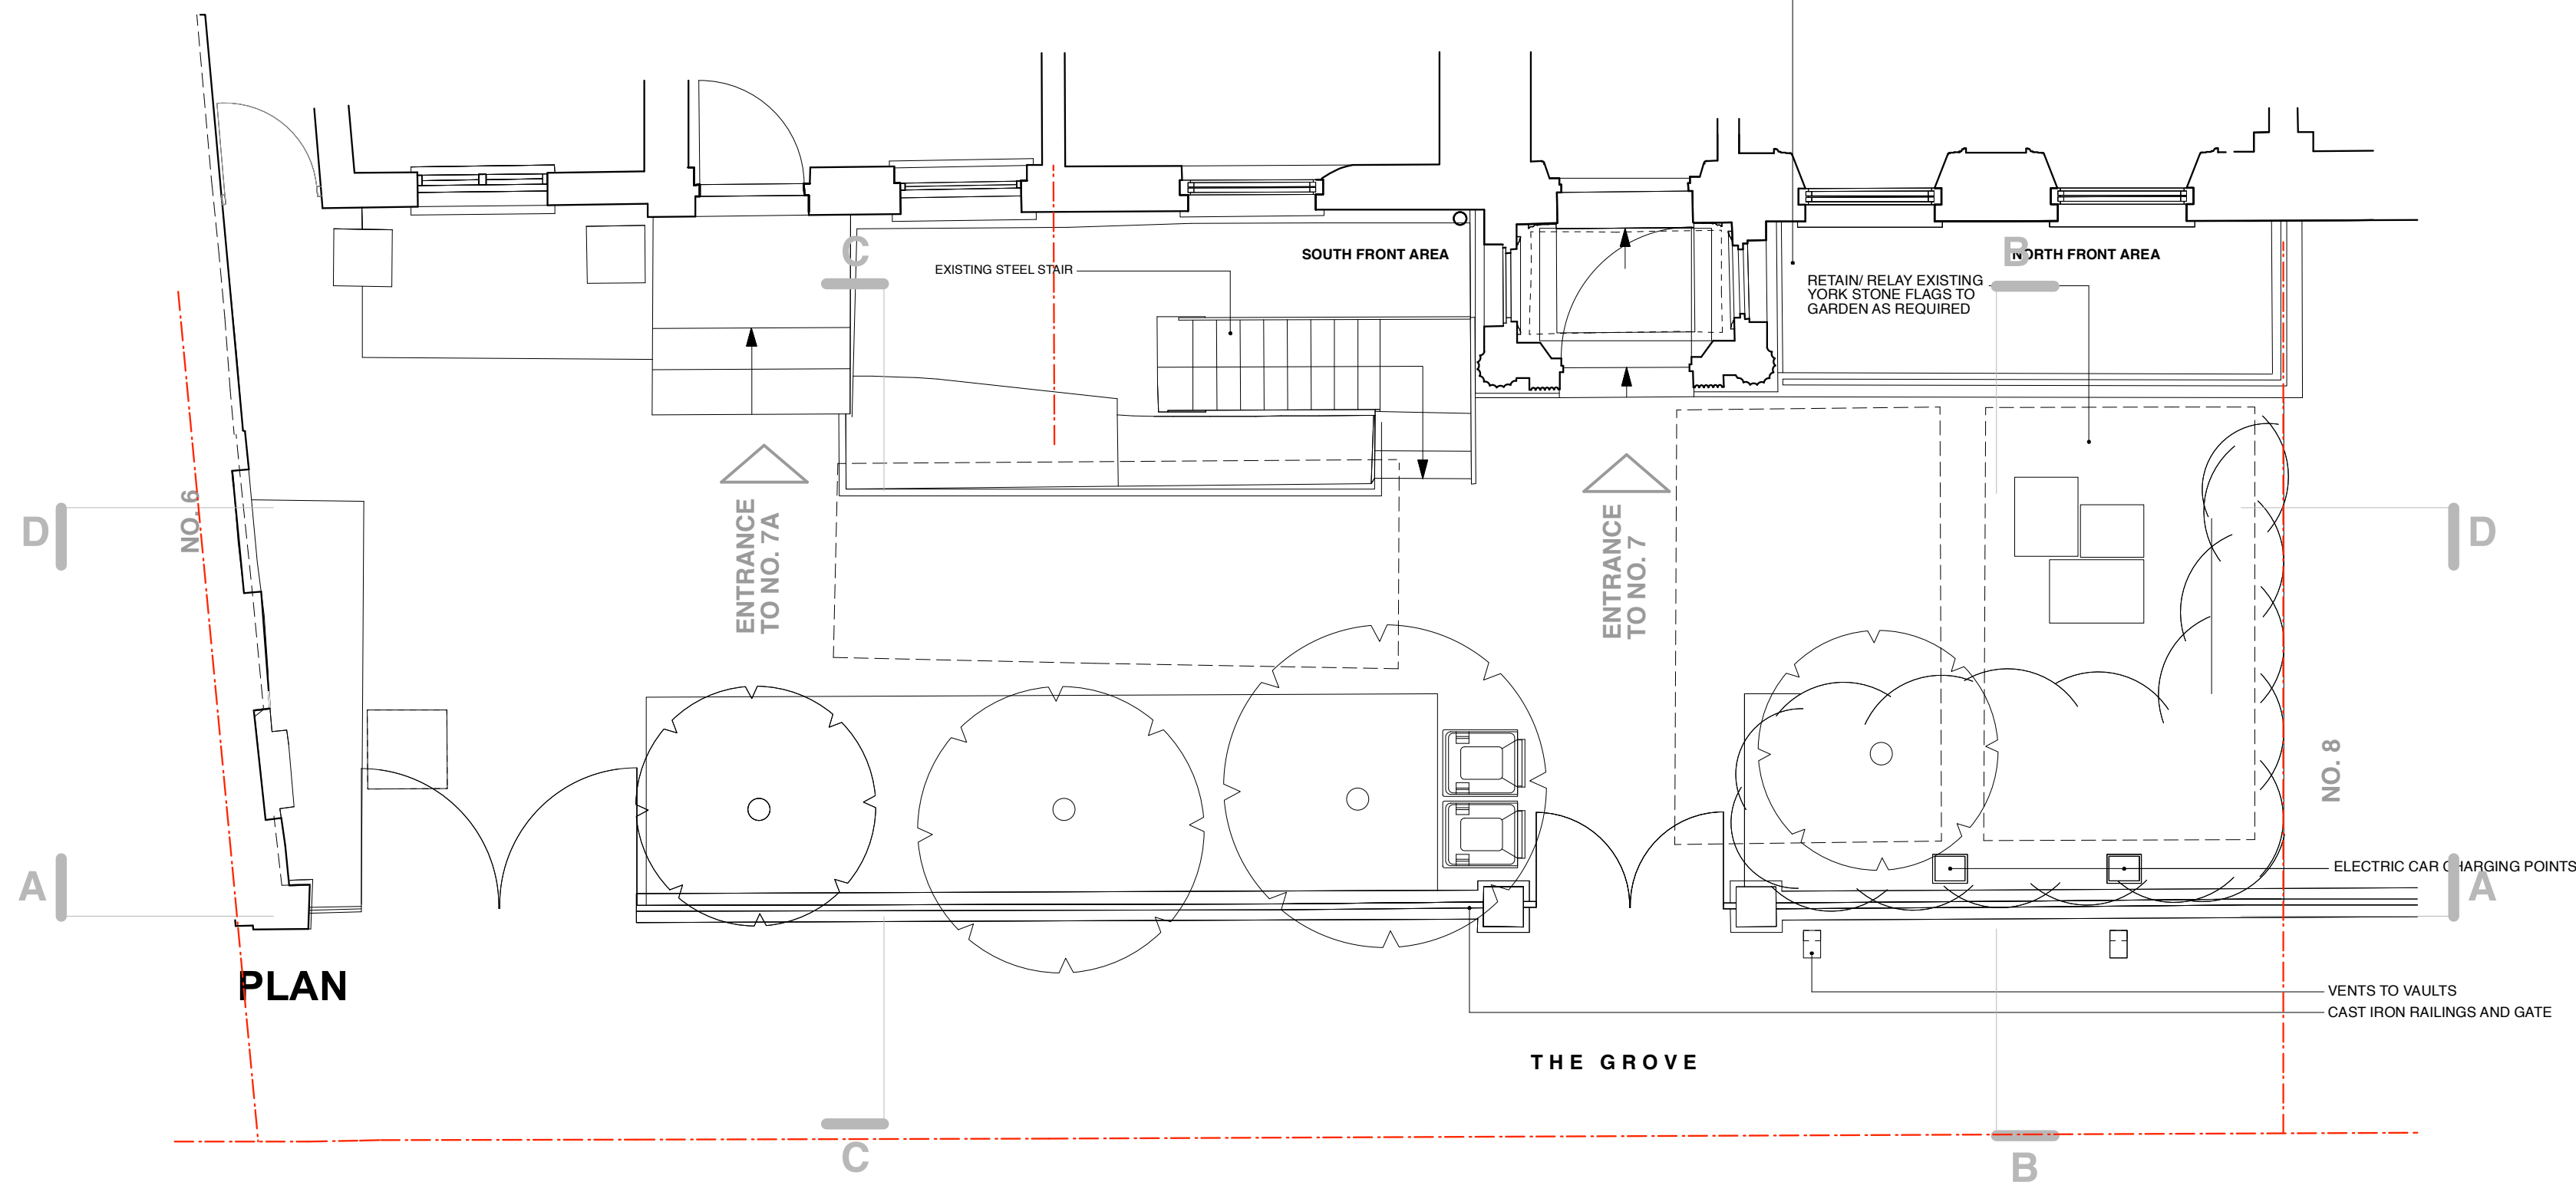 C
B
SOUTH FRONT AREA
NORTH FRONT AREA
EXISTING STEEL STAIR
RETAIN/ RELAY EXISTING
YORK STONE FLAGS TO
GARDEN AS REQUIRED
D
NO. 6
ENTRANCE
TO NO. 7A
ENTRANCE
TO NO. 7
D
NO. 8
A
ELECTRIC CAR CHARGING POINTS
A
PLAN
VENTS TO VAULTS
CAST IRON RAILINGS AND GATE
THE GROVE
C
B